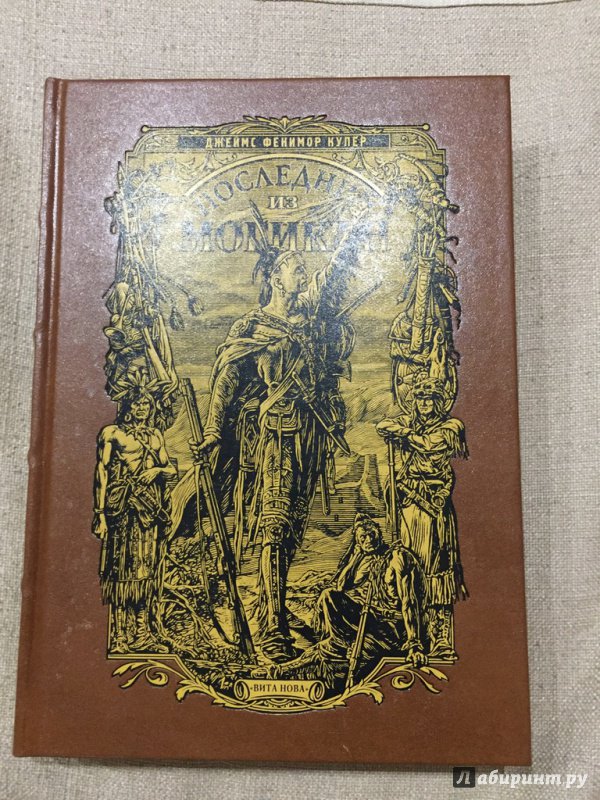 ДЖЕЙМС ФЕНИМОР КУПЕР
ПОСЛЕДНИЙ
ИЗ
МОГИКАН
ВИТА НОВА
Лабиринт.ру